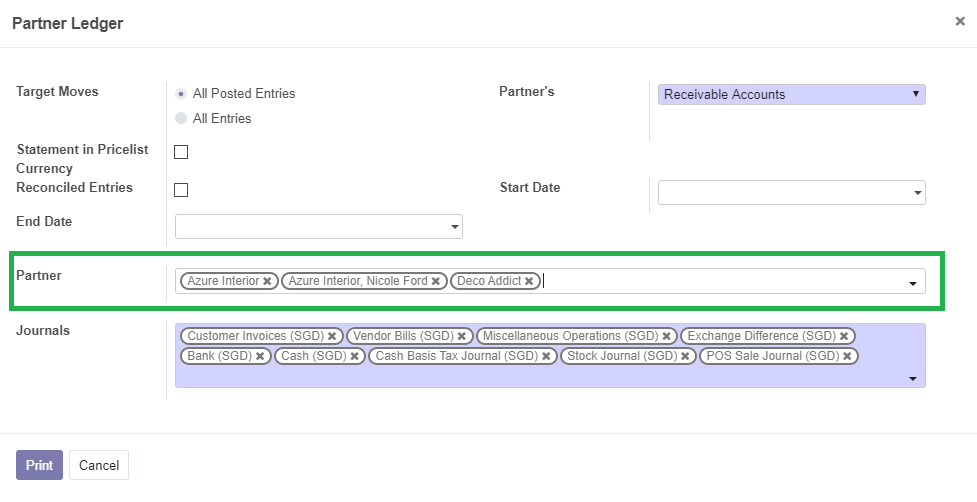 Partner Ledger ×
Target Moves All Posted Entries Partner's Receivable Accounts
All Entries
Statement in Pricelist
Currency
Reconciled Entries Start Date
End Date
Partner Azure Interior ✖ Azure Interior, Nicole Ford ✖ Deco Addict ✖
Journals
Customer Invoices (SGD) ✖ Vendor Bills (SGD) ✖ Miscellaneous Operations (SGD) ✖ Exchange Difference (SGD) ✖
Bank (SGD) ✖ Cash (SGD) ✖ Cash Basis Tax Journal (SGD) ✖ Stock Journal (SGD) ✖ POS Sale Journal (SGD) ✖
Print Cancel